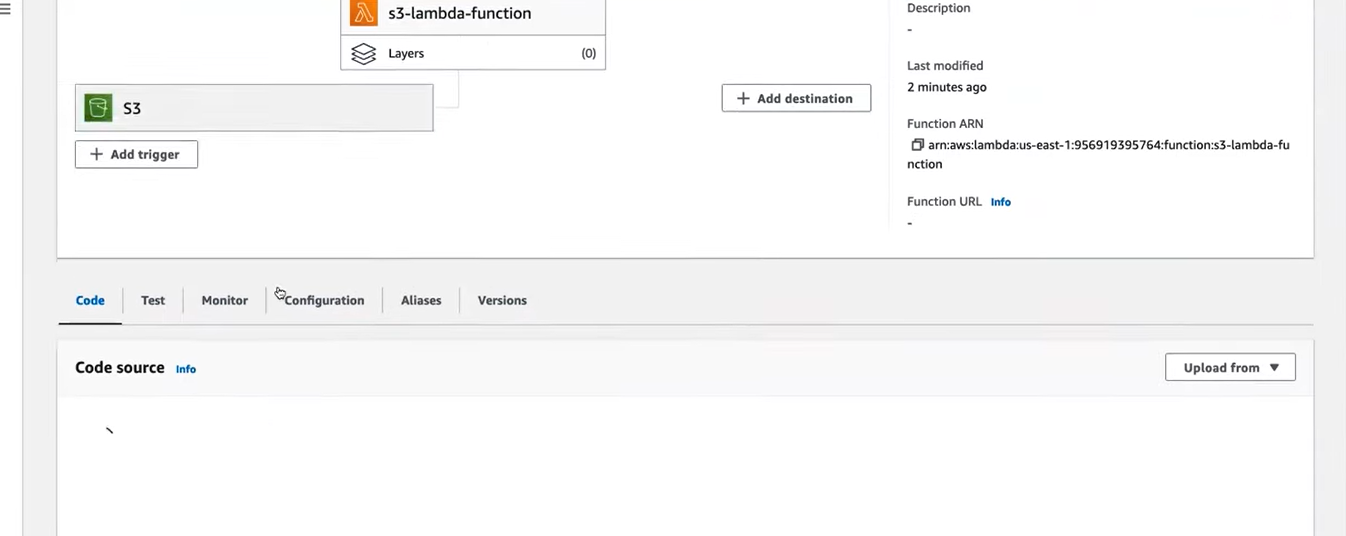 s3-lambda-function
Layers (0)
S3
Add trigger
Add destination
Description
-
Last modified
2 minutes ago
Function ARN
arn:aws:lambda:us-east-1:956919395764:function:s3-lambda-fu
nction
Function URL Info
-
Code Test Monitor Configuration Aliases Versions
Code source Info
Upload from